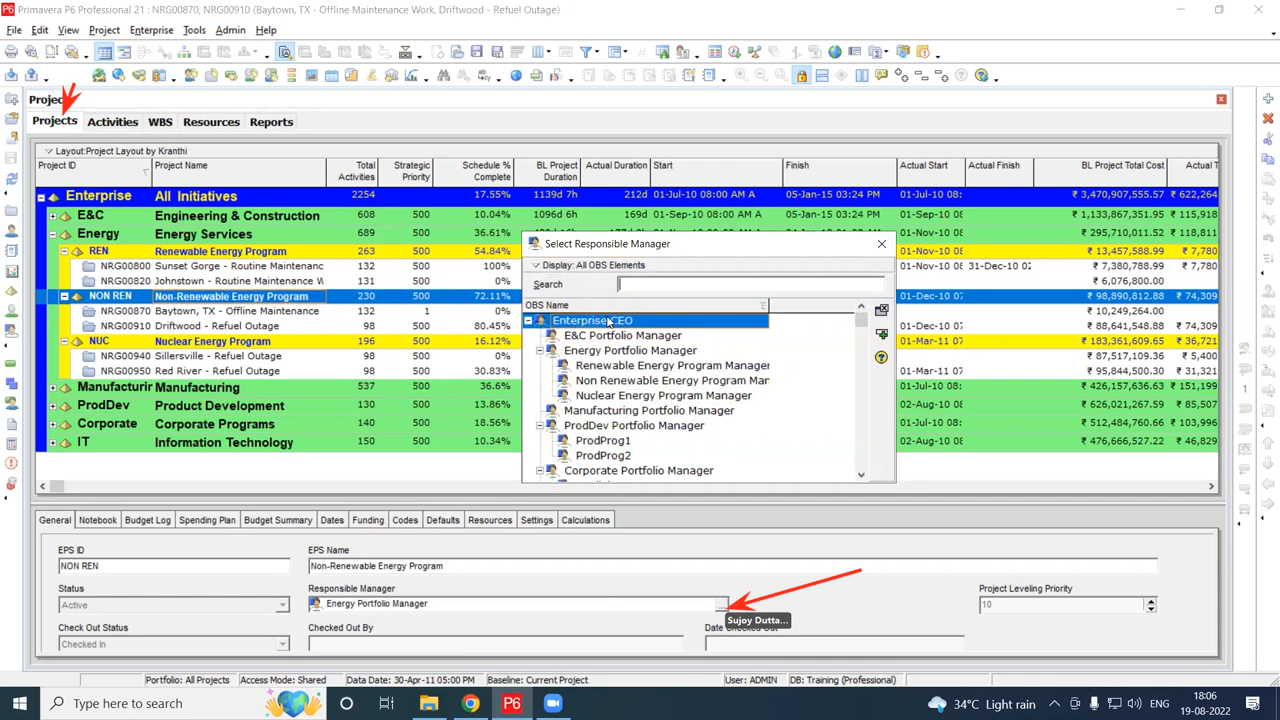 Primavera P6 Professional 21 : NRG00870, NRG00910 (Baytown, TX - Offline Maintenance Work, Driftwood - Refuel Outage)
File Edit View Project Enterprise Tools Admin Help
Projects
Projects Activities WBS Resources Reports
Layout:Project Layout by Kranthi
Project ID Project Name Total Activities Strategic Priority Schedule % Complete BL Project Duration Actual Duration Start Finish Actual Start Actual Finish BL Project Total Cost Actual T
Enterprise All Initiatives 2254 17.55% 1139d 7h 212d 01-Jul-10 08:00 AM A 05-Jan-15 03:24 PM 01-Jul-10 08: ₹ 3,470,907,555.57 ₹ 622,264
E&C Engineering & Construction 608 500 10.04% 1096d 6h 169d 01-Sep-10 08:00 AM A 05-Jan-15 03:24 PM 01-Sep-10 08 ₹ 1,133,867,351.95 ₹ 115,918
Energy Energy Services 689 500 36.61% 01-Nov-10 08 ₹ 295,710,011.52 ₹ 118,581
REN Renewable Energy Program 263 500 54.84% 01-Nov-10 08 ₹ 13,457,588.99 ₹ 7,780
NRG00800 Sunset Gorge - Routine Maintenanc 132 500 100% 01-Nov-10 08 31-Dec-10 02: ₹ 7,380,788.99 ₹ 7,780
NRG00820 Johnstown - Routine Maintenance W 131 500 0% ₹ 6,076,800.00
NON REN Non-Renewable Energy Program 230 500 72.11% 01-Dec-10 07 ₹ 98,890,812.88 ₹ 74,309
NRG00870 Baytown, TX - Offline Maintenance 132 1 0% ₹ 10,249,264.00
NRG00910 Driftwood - Refuel Outage 98 500 80.45% 01-Dec-10 07 ₹ 88,641,548.88 ₹ 74,309
NUC Nuclear Energy Program 196 500 16.12% 01-Mar-11 07 ₹ 183,361,609.65 ₹ 36,721
NRG00940 Sillersville - Refuel Outage 98 500 0% ₹ 87,517,109.36 ₹ 5,400
NRG00950 Red River - Refuel Outage 98 500 30.83% 01-Mar-11 07 ₹ 95,844,500.30 ₹ 31,321
Manufacturin Manufacturing 537 500 36.6% 02-Aug-10 08 ₹ 426,157,636.63 ₹ 151,199
ProdDev Product Development 130 500 13.86% 02-Aug-10 08 ₹ 626,021,267.59 ₹ 85,507
Corporate Corporate Programs 140 500 28.56% 01-Jul-10 08: ₹ 512,484,760.66 ₹ 104,228
IT Information Technology 150 500 10.34% 02-Aug-10 08 ₹ 476,666,527.22 ₹ 46,829
Select Responsible Manager
Display: All OBS Elements
Search
OBS Name
Enterprise CEO
E&C Portfolio Manager
Energy Portfolio Manager
Renewable Energy Program Manager
Non Renewable Energy Program Mar
Nuclear Energy Program Manager
Manufacturing Portfolio Manager
ProdDev Portfolio Manager
ProdProg1
ProdProg2
Corporate Portfolio Manager
General Notebook Budget Log Spending Plan Budget Summary Dates Funding Codes Defaults Resources Settings Calculations
EPS ID EPS Name
NON REN Non-Renewable Energy Program
Status Responsible Manager Project Leveling Priority
Active Energy Portfolio Manager ... 10
Sujoy Dutta...
Check Out Status Checked Out By Date Checked Out
Checked In
Portfolio: All Projects Access Mode: Shared Data Date: 30-Apr-11 05:00 PM Baseline: Current Project User: ADMIN DB: Training (Professional)
Type here to search 34°C Light rain ENG 18:06
19-08-2022